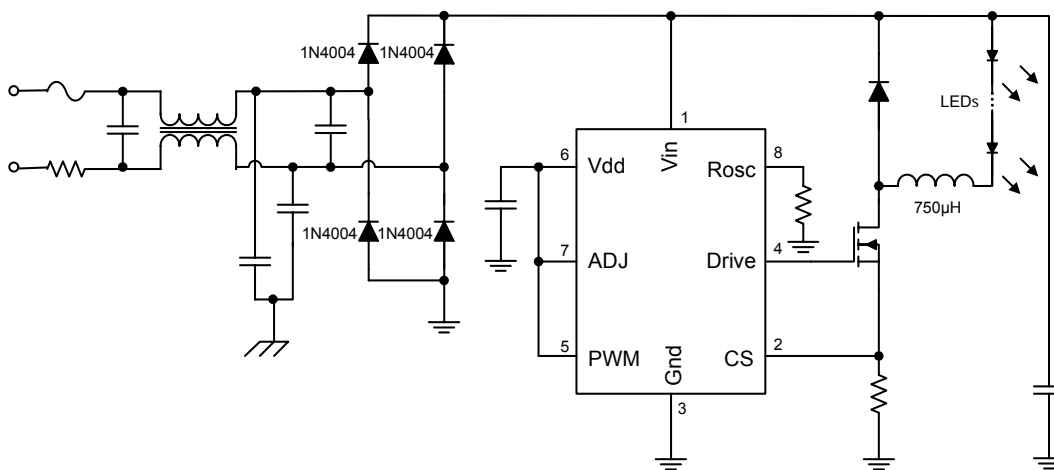 1N4004 1N4004
LEDs
1
6 Vdd Vin Rosc 8
750µH
1N4004 1N4004
7 ADJ Drive 4
5 PWM Gnd CS 2
3